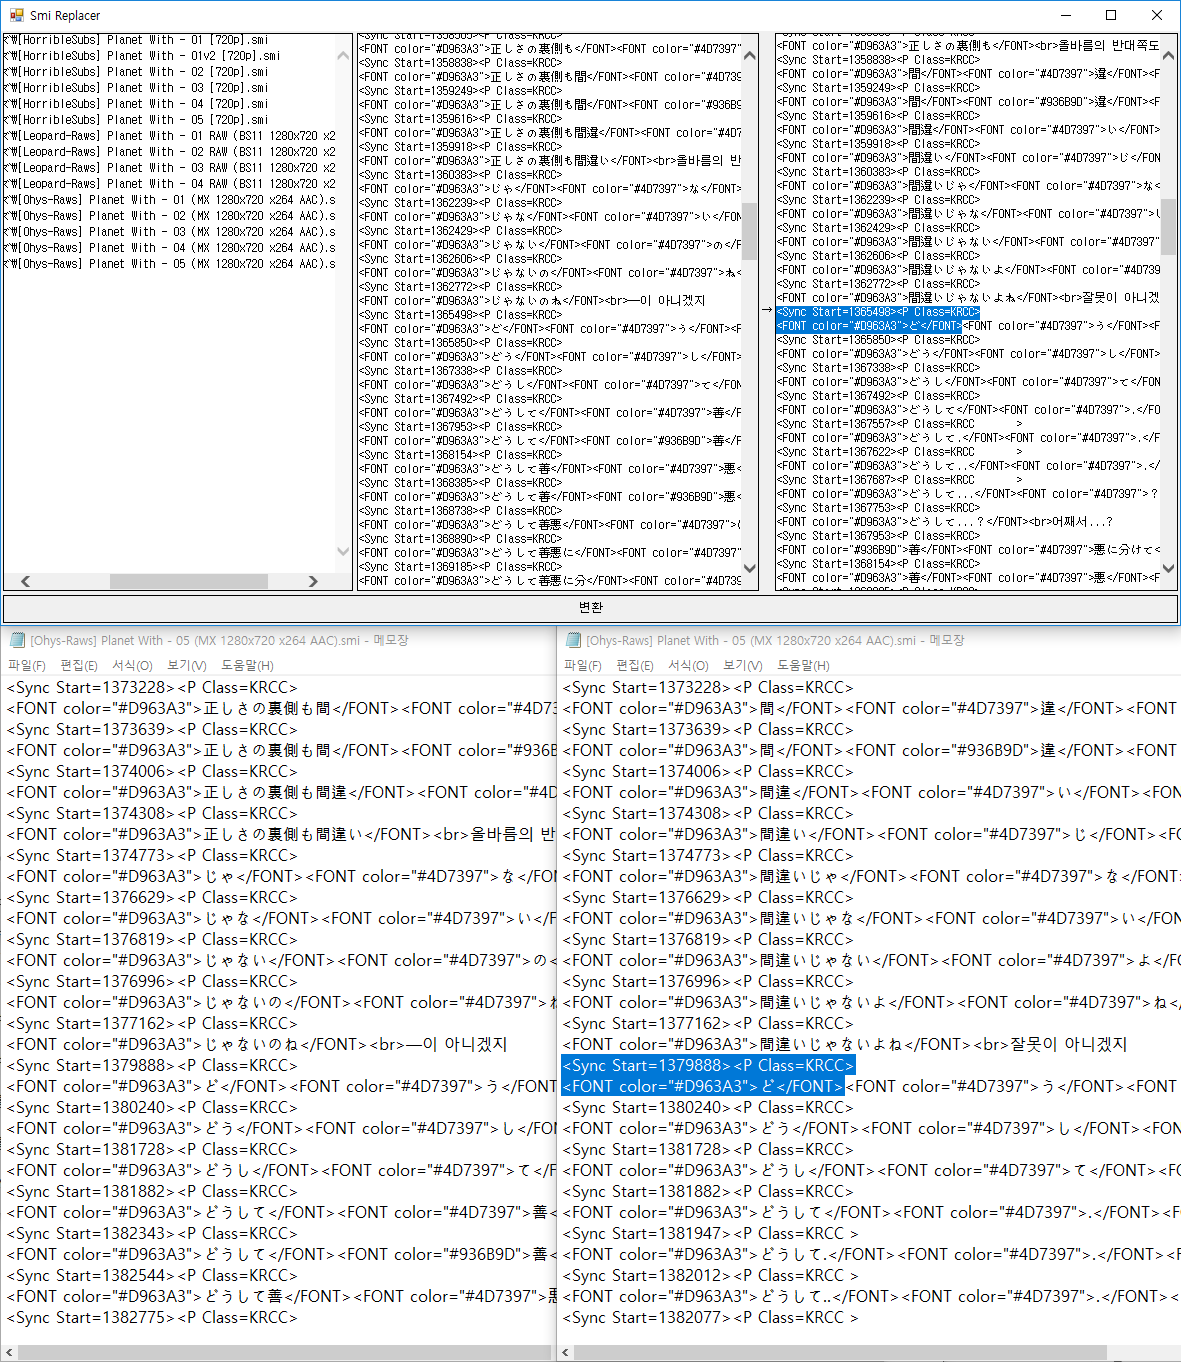 Smi Replacer
ζ₩[HorribleSubs] Planet With - 01 [720p].smi
ζ₩[HorribleSubs] Planet With - 01v2 [720p].smi
ζ₩[HorribleSubs] Planet With - 02 [720p].smi
ζ₩[HorribleSubs] Planet With - 03 [720p].smi
ζ₩[HorribleSubs] Planet With - 04 [720p].smi
ζ₩[HorribleSubs] Planet With - 05 [720p].smi
ζ₩[Leopard-Raws] Planet With - 01 RAW (BS11 1280x720 x2
ζ₩[Leopard-Raws] Planet With - 02 RAW (BS11 1280x720 x2
ζ₩[Leopard-Raws] Planet With - 03 RAW (BS11 1280x720 x2
ζ₩[Leopard-Raws] Planet With - 04 RAW (BS11 1280x720 x2
ζ₩[Ohys-Raws] Planet With - 01 (MX 1280x720 x264 AAC).s
ζ₩[Ohys-Raws] Planet With - 02 (MX 1280x720 x264 AAC).s
ζ₩[Ohys-Raws] Planet With - 03 (MX 1280x720 x264 AAC).s
ζ₩[Ohys-Raws] Planet With - 04 (MX 1280x720 x264 AAC).s
ζ₩[Ohys-Raws] Planet With - 05 (MX 1280x720 x264 AAC).s
<Sync Start=1358505><P Class=KRCC>
<FONT color="#D963A3">正しさの裏側も</FONT><FONT color="#4D7397"
<Sync Start=1358838><P Class=KRCC>
<FONT color="#D963A3">正しさの裏側も間</FONT><FONT color="#4D739
<Sync Start=1359249><P Class=KRCC>
<FONT color="#D963A3">正しさの裏側も間</FONT><FONT color="#936B9
<Sync Start=1359616><P Class=KRCC>
<FONT color="#D963A3">正しさの裏側も間違</FONT><FONT color="#4D7
<Sync Start=1359918><P Class=KRCC>
<FONT color="#D963A3">正しさの裏側も間違い</FONT><br>올바름의 반
<Sync Start=1360383><P Class=KRCC>
<FONT color="#D963A3">じゃ</FONT><FONT color="#4D7397">な</FONT>
<Sync Start=1362239><P Class=KRCC>
<FONT color="#D963A3">じゃな</FONT><FONT color="#4D7397">い</FON
<Sync Start=1362429><P Class=KRCC>
<FONT color="#D963A3">じゃない</FONT><FONT color="#4D7397">の</F
<Sync Start=1362606><P Class=KRCC>
<FONT color="#D963A3">じゃないの</FONT><FONT color="#4D7397">ね<
<Sync Start=1362772><P Class=KRCC>
<FONT color="#D963A3">じゃないのね</FONT><br>―이 아니겠지
<Sync Start=1365498><P Class=KRCC>
<FONT color="#D963A3">ど</FONT><FONT color="#4D7397">う</FONT><F
<Sync Start=1365850><P Class=KRCC>
<FONT color="#D963A3">どう</FONT><FONT color="#4D7397">し</FONT>
<Sync Start=1367338><P Class=KRCC>
<FONT color="#D963A3">どうし</FONT><FONT color="#4D7397">て</FON
<Sync Start=1367492><P Class=KRCC>
<FONT color="#D963A3">どうして</FONT><FONT color="#4D7397">善</F
<Sync Start=1367953><P Class=KRCC>
<FONT color="#D963A3">どうして</FONT><FONT color="#936B9D">善</F
<Sync Start=1368154><P Class=KRCC>
<FONT color="#D963A3">どうして善</FONT><FONT color="#4D7397">悪<
<Sync Start=1368385><P Class=KRCC>
<FONT color="#D963A3">どうして善</FONT><FONT color="#936B9D">悪<
<Sync Start=1368738><P Class=KRCC>
<FONT color="#D963A3">どうして善悪</FONT><FONT color="#4D7397">
<Sync Start=1368890><P Class=KRCC>
<FONT color="#D963A3">どうして善悪に</FONT><FONT color="#4D7397"
<Sync Start=1369185><P Class=KRCC>
<FONT color="#D963A3">どうして善悪に分</FONT><FONT color="#4D739
→
<FONT color="#D963A3">正しさの裏側も</FONT><br>올바름의 반대쪽도
<Sync Start=1358838><P Class=KRCC>
<FONT color="#D963A3">間</FONT><FONT color="#4D7397">違</FONT><F
<Sync Start=1359249><P Class=KRCC>
<FONT color="#D963A3">間</FONT><FONT color="#936B9D">違</FONT><F
<Sync Start=1359616><P Class=KRCC>
<FONT color="#D963A3">間違</FONT><FONT color="#4D7397">い</FONT>
<Sync Start=1359918><P Class=KRCC>
<FONT color="#D963A3">間違い</FONT><FONT color="#4D7397">じ</FON
<Sync Start=1360383><P Class=KRCC>
<FONT color="#D963A3">間違いじゃ</FONT><FONT color="#4D7397">な<
<Sync Start=1362239><P Class=KRCC>
<FONT color="#D963A3">間違いじゃな</FONT><FONT color="#4D7397">
<Sync Start=1362429><P Class=KRCC>
<FONT color="#D963A3">間違いじゃない</FONT><FONT color="#4D7397"
<Sync Start=1362606><P Class=KRCC>
<FONT color="#D963A3">間違いじゃないよ</FONT><FONT color="#4D739
<Sync Start=1362772><P Class=KRCC>
<FONT color="#D963A3">間違いじゃないよね</FONT><br>잘못이 아니겠
<Sync Start=1365498><P Class=KRCC>
<FONT color="#D963A3">ど</FONT><FONT color="#4D7397">う</FONT><F
<Sync Start=1365850><P Class=KRCC>
<FONT color="#D963A3">どう</FONT><FONT color="#4D7397">し</FONT>
<Sync Start=1367338><P Class=KRCC>
<FONT color="#D963A3">どうし</FONT><FONT color="#4D7397">て</FON
<Sync Start=1367492><P Class=KRCC>
<FONT color="#D963A3">どうして</FONT><FONT color="#4D7397">.</FO
<Sync Start=1367557><P Class=KRCC >
<FONT color="#D963A3">どうして.</FONT><FONT color="#4D7397">.</F
<Sync Start=1367622><P Class=KRCC >
<FONT color="#D963A3">どうして..</FONT><FONT color="#4D7397">.</
<Sync Start=1367687><P Class=KRCC >
<FONT color="#D963A3">どうして...</FONT><FONT color="#4D7397">？
<Sync Start=1367753><P Class=KRCC>
<FONT color="#D963A3">どうして...？</FONT><br>어째서...?
<Sync Start=1367953><P Class=KRCC>
<FONT color="#936B9D">善</FONT><FONT color="#4D7397">悪に分けて<
<Sync Start=1368154><P Class=KRCC>
<FONT color="#D963A3">善</FONT><FONT color="#4D7397">悪</FONT><F
변환
[Ohys-Raws] Planet With - 05 (MX 1280x720 x264 AAC).smi - 메모장
파일(F) 편집(E) 서식(O) 보기(V) 도움말(H)
<Sync Start=1373228><P Class=KRCC>
<FONT color="#D963A3">正しさの裏側も間</FONT><FONT color="#4D73
<Sync Start=1373639><P Class=KRCC>
<FONT color="#D963A3">正しさの裏側も間</FONT><FONT color="#936B
<Sync Start=1374006><P Class=KRCC>
<FONT color="#D963A3">正しさの裏側も間違</FONT><FONT color="#4D
<Sync Start=1374308><P Class=KRCC>
<FONT color="#D963A3">正しさの裏側も間違い</FONT><br>올바름의 반
<Sync Start=1374773><P Class=KRCC>
<FONT color="#D963A3">じゃ</FONT><FONT color="#4D7397">な</FON
<Sync Start=1376629><P Class=KRCC>
<FONT color="#D963A3">じゃな</FONT><FONT color="#4D7397">い</F
<Sync Start=1376819><P Class=KRCC>
<FONT color="#D963A3">じゃない</FONT><FONT color="#4D7397">の<
<Sync Start=1376996><P Class=KRCC>
<FONT color="#D963A3">じゃないの</FONT><FONT color="#4D7397">ね
<Sync Start=1377162><P Class=KRCC>
<FONT color="#D963A3">じゃないのね</FONT><br>―이 아니겠지
<Sync Start=1379888><P Class=KRCC>
<FONT color="#D963A3">ど</FONT><FONT color="#4D7397">う</FONT
<Sync Start=1380240><P Class=KRCC>
<FONT color="#D963A3">どう</FONT><FONT color="#4D7397">し</FON
<Sync Start=1381728><P Class=KRCC>
<FONT color="#D963A3">どうし</FONT><FONT color="#4D7397">て</F
<Sync Start=1381882><P Class=KRCC>
<FONT color="#D963A3">どうして</FONT><FONT color="#4D7397">善<
<Sync Start=1382343><P Class=KRCC>
<FONT color="#D963A3">どうして</FONT><FONT color="#936B9D">善<
<Sync Start=1382544><P Class=KRCC>
<FONT color="#D963A3">どうして善</FONT><FONT color="#4D7397">悪
<Sync Start=1382775><P Class=KRCC>
[Ohys-Raws] Planet With - 05 (MX 1280x720 x264 AAC).smi - 메모장
파일(F) 편집(E) 서식(O) 보기(V) 도움말(H)
<Sync Start=1373228><P Class=KRCC>
<FONT color="#D963A3">間</FONT><FONT color="#4D7397">違</FONT><FONT
<Sync Start=1373639><P Class=KRCC>
<FONT color="#D963A3">間</FONT><FONT color="#936B9D">違</FONT><FONT
<Sync Start=1374006><P Class=KRCC>
<FONT color="#D963A3">間違</FONT><FONT color="#4D7397">い</FONT><FON
<Sync Start=1374308><P Class=KRCC>
<FONT color="#D963A3">間違い</FONT><FONT color="#4D7397">じ</FONT><FO
<Sync Start=1374773><P Class=KRCC>
<FONT color="#D963A3">間違いじゃ</FONT><FONT color="#4D7397">な</FONT>
<Sync Start=1376629><P Class=KRCC>
<FONT color="#D963A3">間違いじゃな</FONT><FONT color="#4D7397">い</FON
<Sync Start=1376819><P Class=KRCC>
<FONT color="#D963A3">間違いじゃない</FONT><FONT color="#4D7397">よ</F
<Sync Start=1376996><P Class=KRCC>
<FONT color="#D963A3">間違いじゃないよ</FONT><FONT color="#4D7397">ね<
<Sync Start=1377162><P Class=KRCC>
<FONT color="#D963A3">間違いじゃないよね</FONT><br>잘못이 아니겠지
<Sync Start=1379888><P Class=KRCC>
<FONT color="#D963A3">ど</FONT><FONT color="#4D7397">う</FONT><FONT
<Sync Start=1380240><P Class=KRCC>
<FONT color="#D963A3">どう</FONT><FONT color="#4D7397">し</FONT><FON
<Sync Start=1381728><P Class=KRCC>
<FONT color="#D963A3">どうし</FONT><FONT color="#4D7397">て</FONT><FO
<Sync Start=1381882><P Class=KRCC>
<FONT color="#D963A3">どうして</FONT><FONT color="#4D7397">.</FONT><F
<Sync Start=1381947><P Class=KRCC >
<FONT color="#D963A3">どうして.</FONT><FONT color="#4D7397">.</FONT><
<Sync Start=1382012><P Class=KRCC >
<FONT color="#D963A3">どうして..</FONT><FONT color="#4D7397">.</FONT><
<Sync Start=1382077><P Class=KRCC >